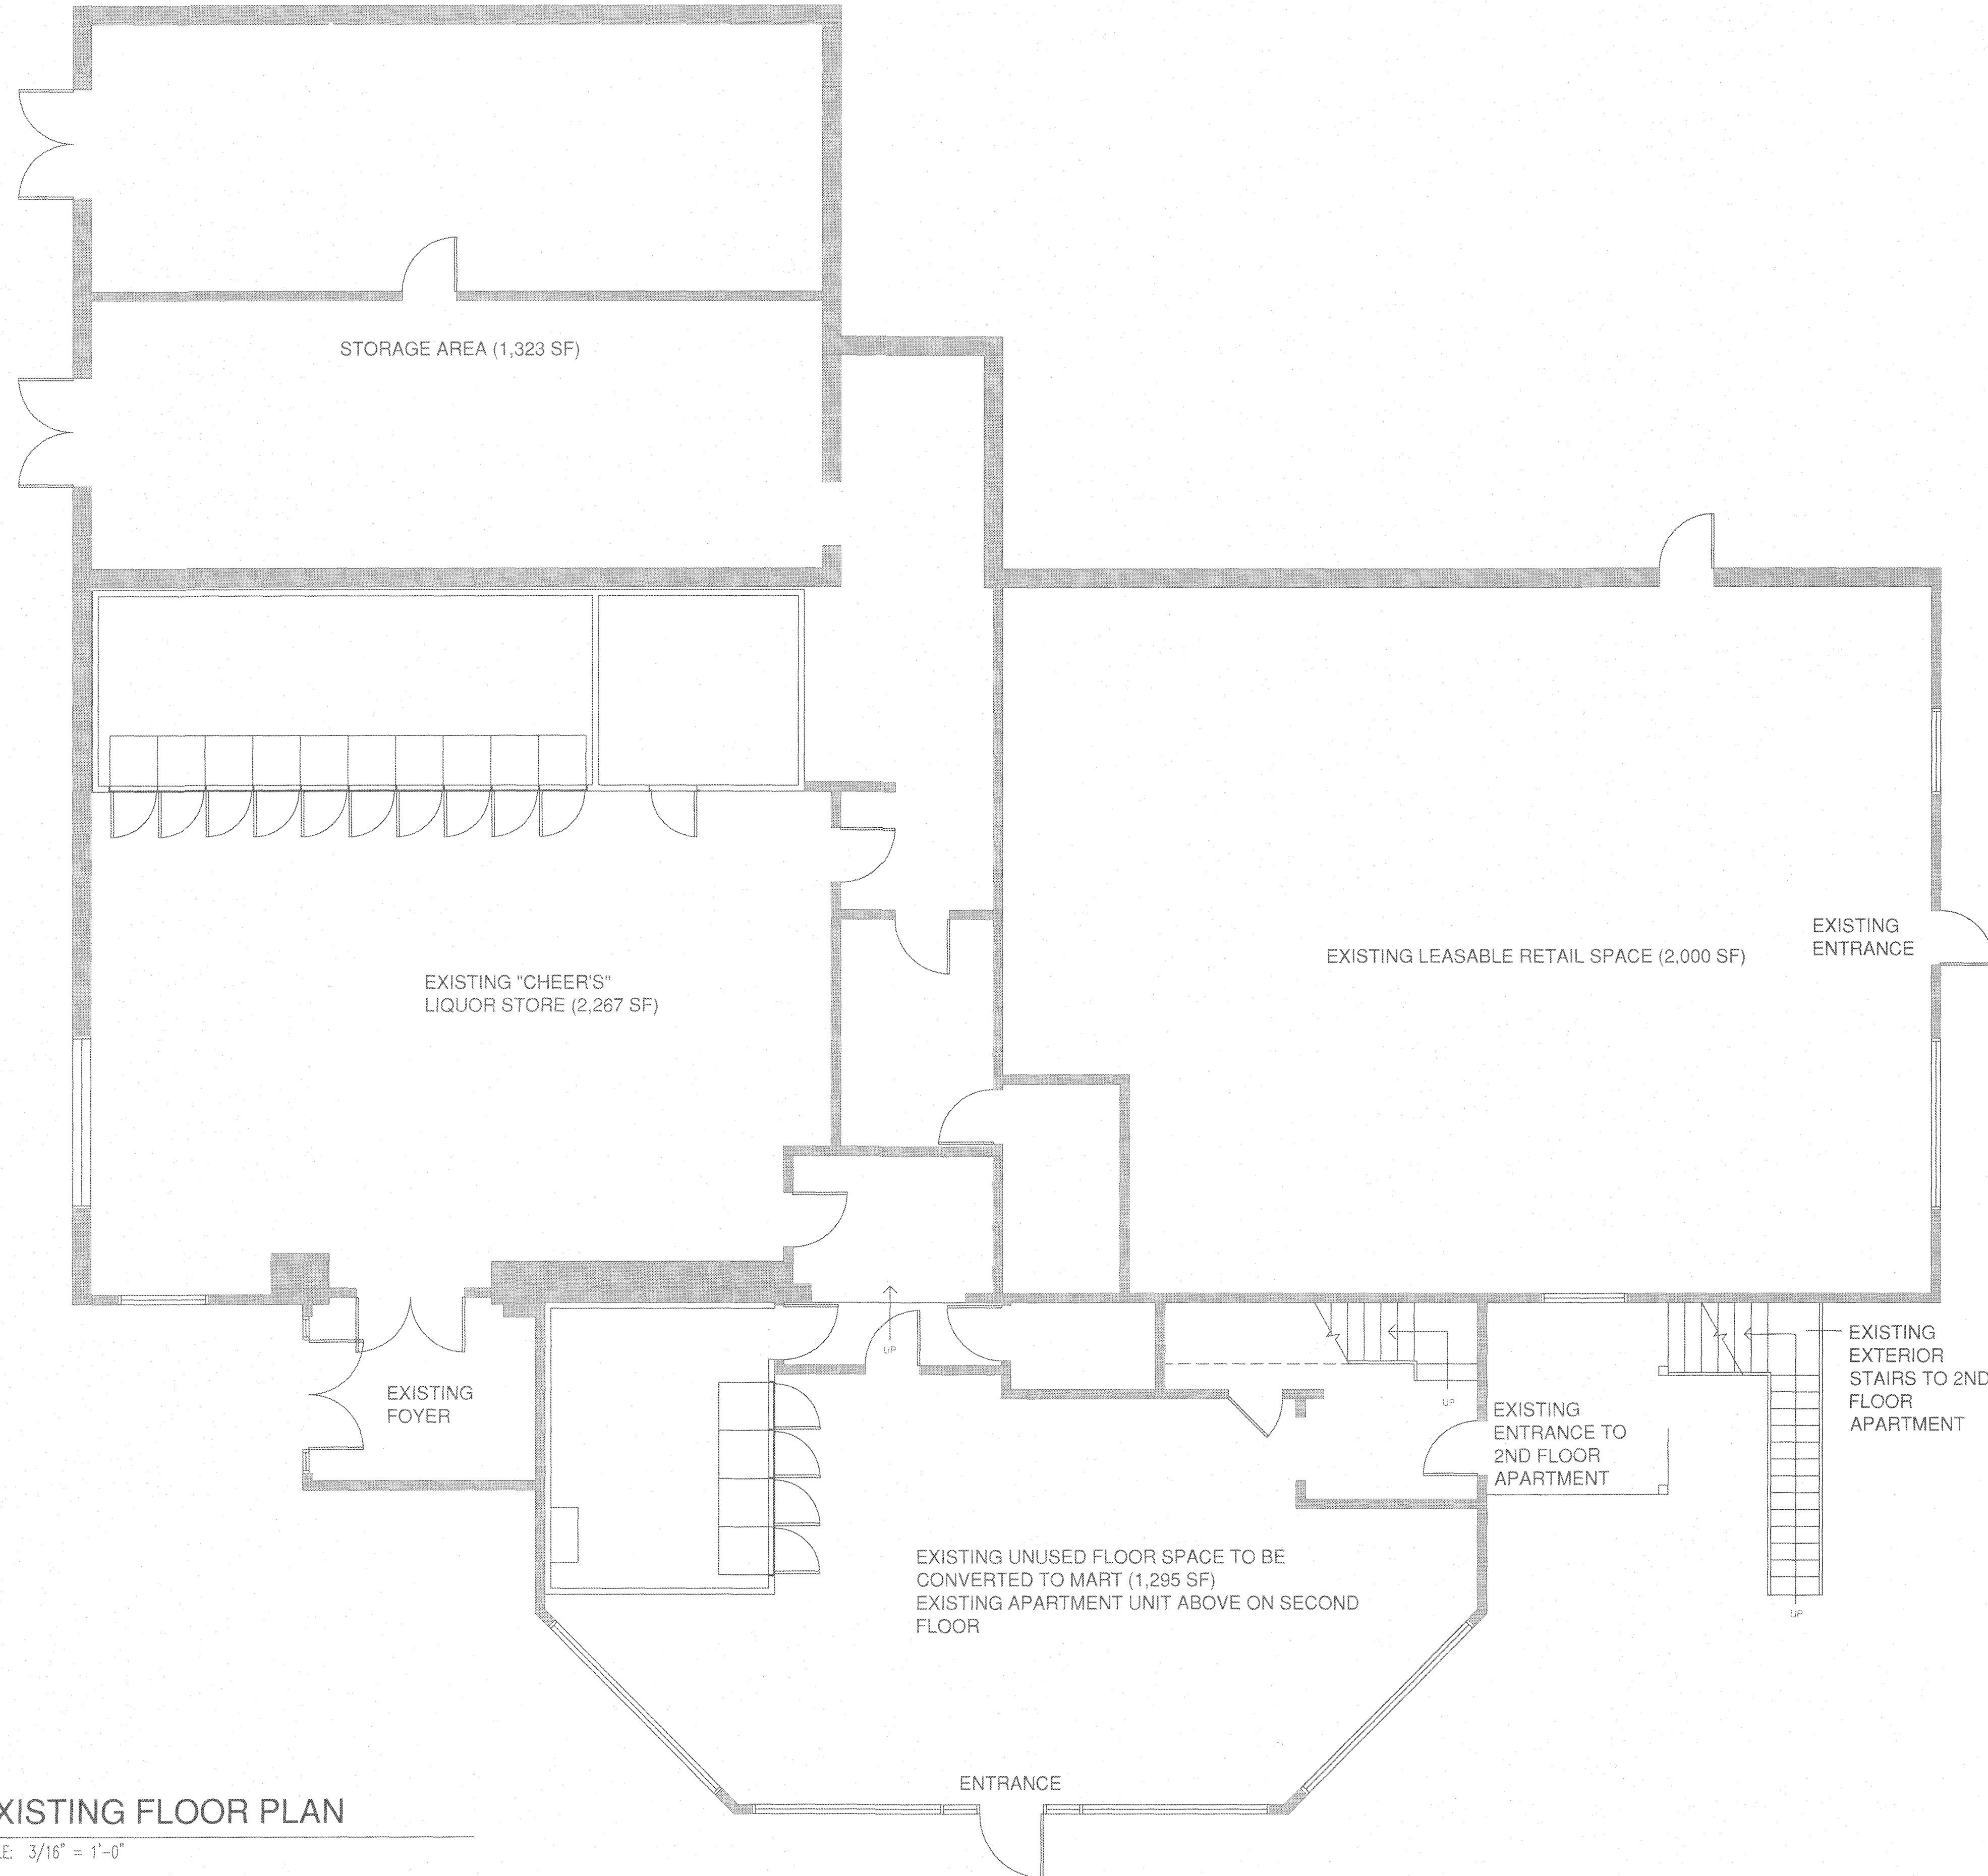 STORAGE AREA (1,323 SF)
EXISTING
ENTRANCE
EXISTING LEASABLE RETAIL SPACE (2,000 SF)
EXISTING "CHEER'S"
LIQUOR STORE (2,267 SF)
UP
EXISTING
FOYER
UP
EXISTING
ENTRANCE TO
2ND FLOOR
APARTMENT
EXISTING
EXTERIOR
STAIRS TO 2ND
FLOOR
APARTMENT
UP
EXISTING UNUSED FLOOR SPACE TO BE
CONVERTED TO MART (1,295 SF)
EXISTING APARTMENT UNIT ABOVE ON SECOND
FLOOR
ENTRANCE
XISTING FLOOR PLAN
LE: 3/16" = 1'-0"